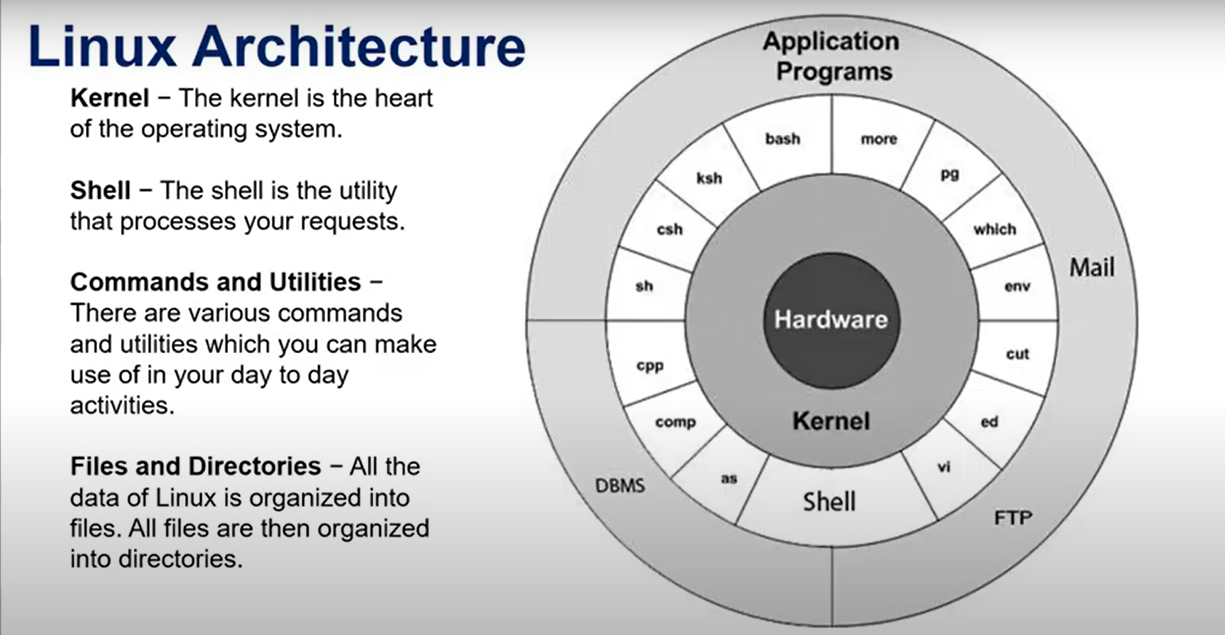 Linux Architecture
Kernel – The kernel is the heart
of the operating system.
Shell – The shell is the utility
that processes your requests.
Commands and Utilities –
There are various commands
and utilities which you can make
use of in your day to day
activities.
Files and Directories – All the
data of Linux is organized into
files. All files are then organized
into directories.
Application
Programs
bash
more
ksh
pg
csh
which
sh
env
Mail
Hardware
cpp
cut
comp
Kernel
ed
as
vi
DBMS
Shell
FTP